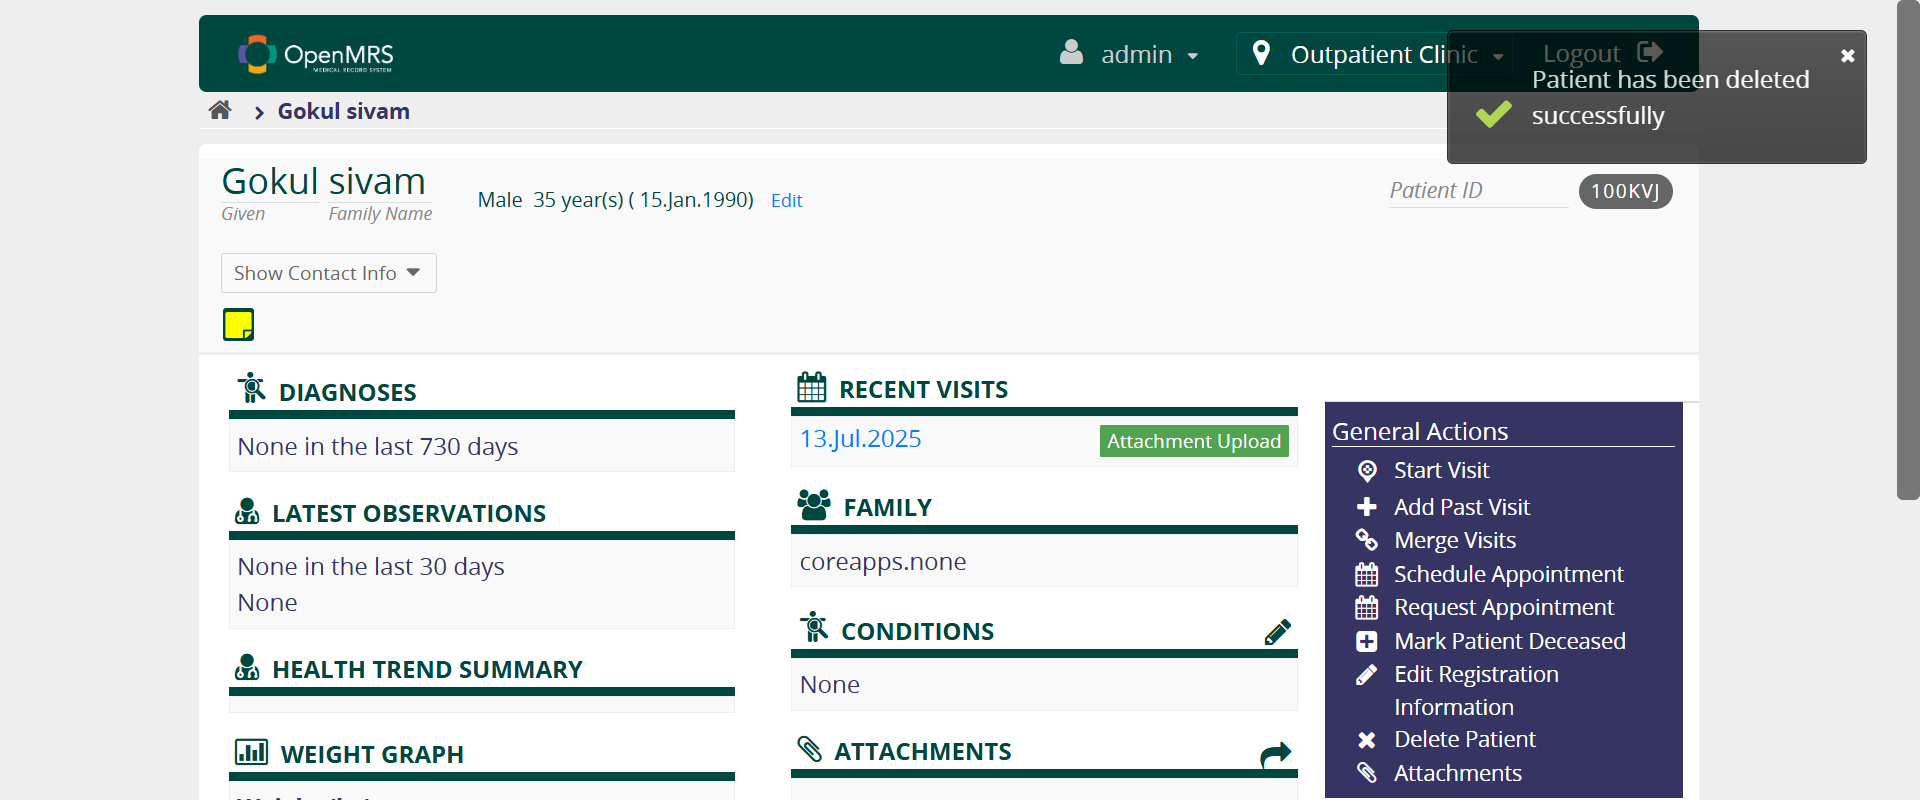 OpenMRS
MEDICAL RECORD SYSTEM
admin
Outpatient Clinic
Logout
Patient has been deleted
successfully
Gokul sivam
Gokul sivam
Given
Family Name
Male 35 year(s) ( 15.Jan.1990)
Edit
Patient ID
100KVJ
Show Contact Info
DIAGNOSES
None in the last 730 days
LATEST OBSERVATIONS
None in the last 30 days
None
HEALTH TREND SUMMARY
WEIGHT GRAPH
RECENT VISITS
13.Jul.2025
Attachment Upload
FAMILY
coreapps.none
CONDITIONS
None
ATTACHMENTS
General Actions
Start Visit
Add Past Visit
Merge Visits
Schedule Appointment
Request Appointment
Mark Patient Deceased
Edit Registration
Information
Delete Patient
Attachments